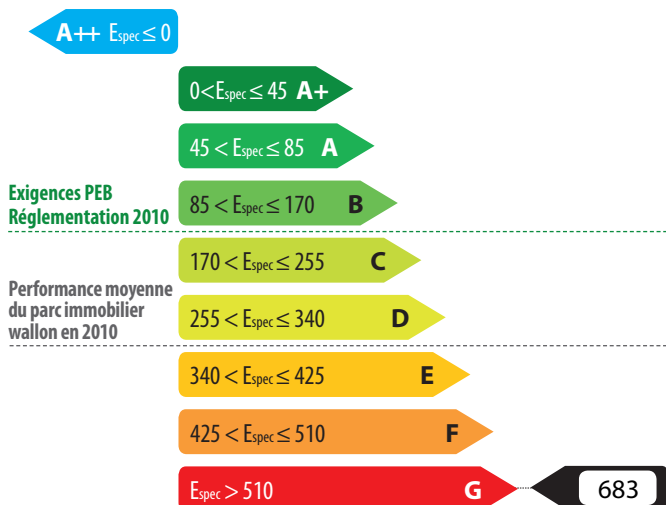 A++ Espec ≤ 0
0<Espec ≤ 45 A+
45 < Espec ≤ 85 A
Exigences PEB
Réglementation 2010
85 < Espec ≤ 170 B
170 < Espec ≤ 255 C
Performance moyenne
du parc immobilier
wallon en 2010
255 < Espec ≤ 340 D
340 < Espec ≤ 425 E
425 < Espec ≤ 510 F
Espec > 510 G 683